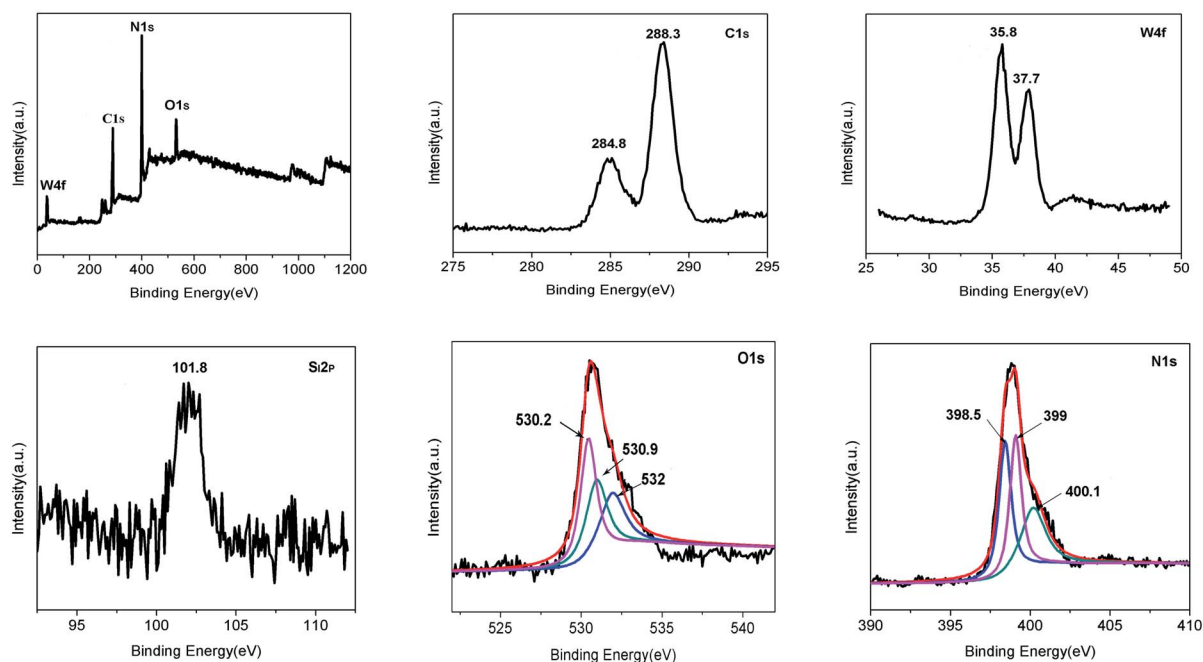 N1s
O1s
C1s
W4f
Intensity(a.u.)
0 200 400 600 800 1000 1200
Binding Energy(eV)
C1s
288.3
284.8
Intensity(a.u.)
275 280 285 290 295
Binding Energy(eV)
W4f
35.8
37.7
Intensity(a.u.)
25 30 35 40 45 50
Binding Energy(eV)
Si2P
101.8
Intensity(a.u.)
95 100 105 110
Binding Energy(eV)
O1s
530.2
530.9
532
Intensity(a.u.)
525 530 535 540
Binding Energy(eV)
N1s
398.5
399
400.1
Intensity(a.u.)
390 395 400 405 410
Binding Energy(eV)